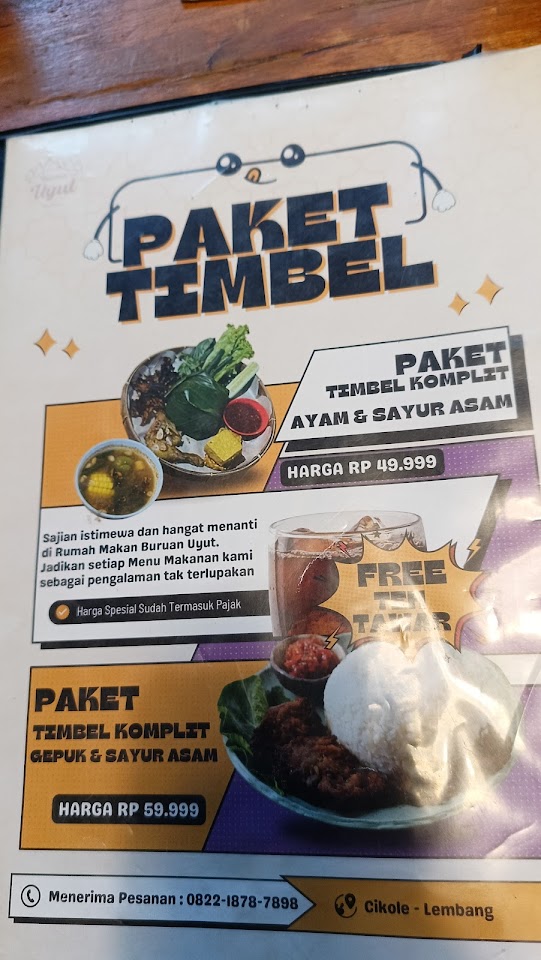 Uyut
PAKET
TIMBEL
PAKET
TIMBEL KOMPLIT
AYAM & SAYUR ASAM
HARGA RP 49.999
Sajian istimewa dan hangat menanti
di Rumah Makan Buruan Uyut.
Jadikan setiap Menu Makanan kami
sebagai pengalaman tak terlupakan
Harga Spesial Sudah Termasuk Pajak
FREE
TEH
TAWAR
PAKET
TIMBEL KOMPLIT
GEPUK & SAYUR ASAM
HARGA RP 59.999
Menerima Pesanan : 0822-1878-7898
Cikole - Lembang